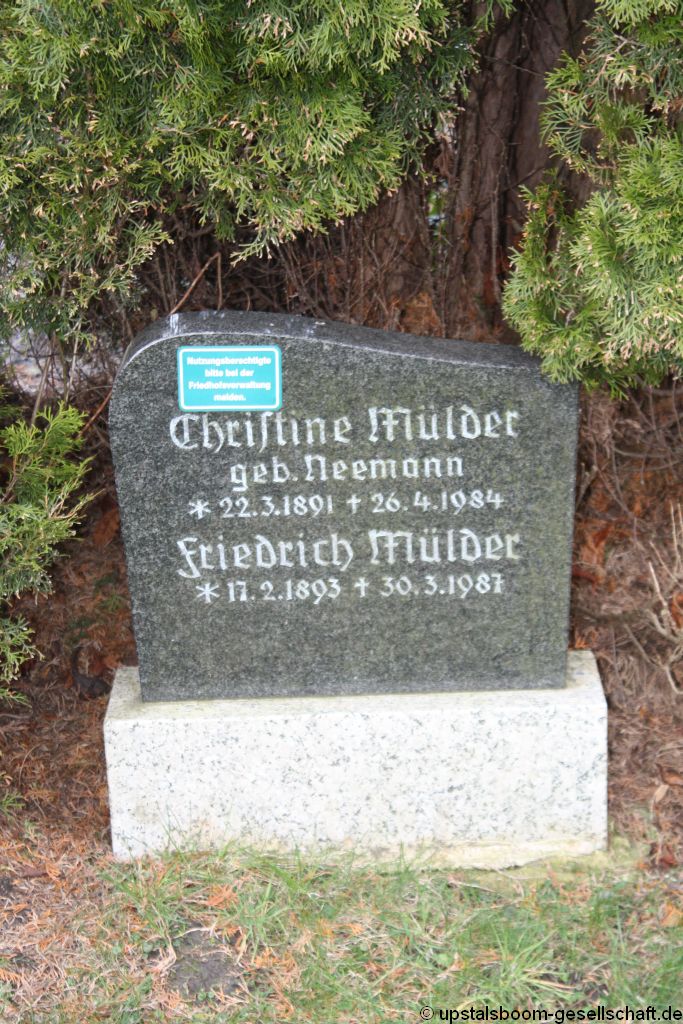 Nutzungsberechtigte
bitte bei der
Friedhofsverwaltung
melden.
Christine Mülder
geb. Neemann
* 22.3.1891 † 26.4.1984
Friedrich Mülder
* 17.2.1893 † 30.3.1987
© upstalsboom-gesellschaft.de